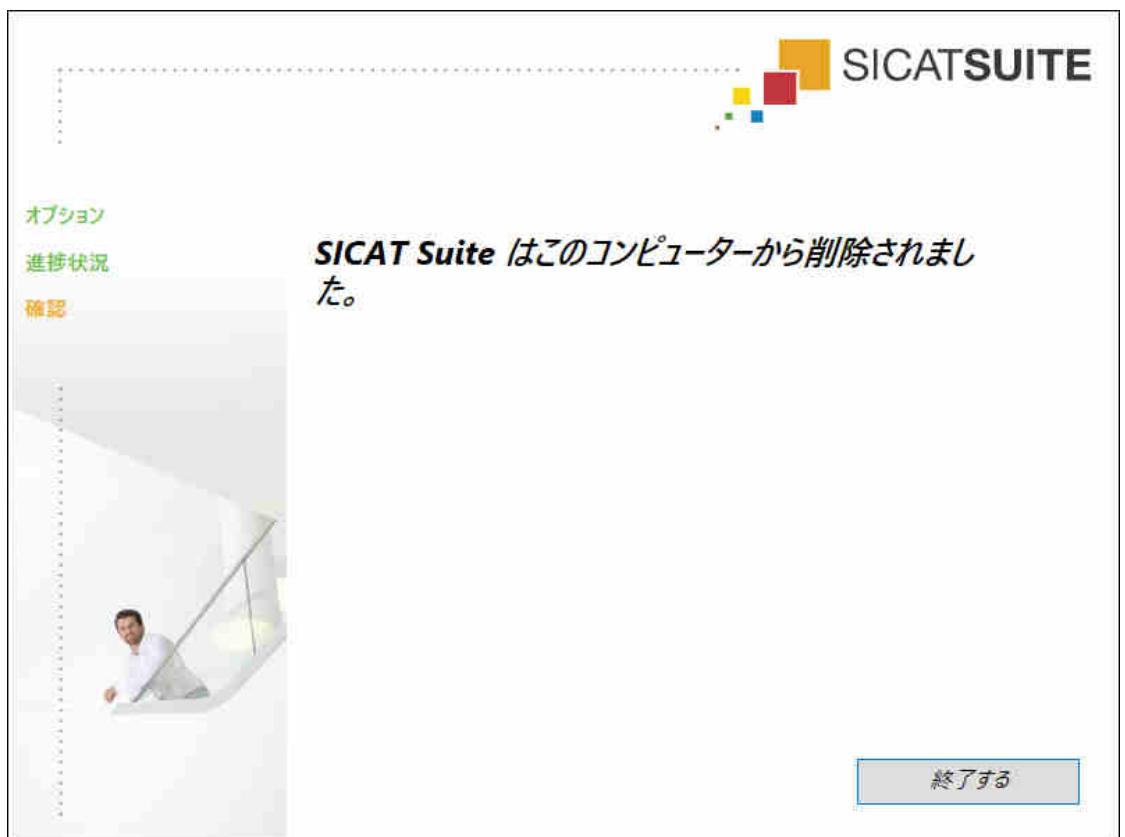 SICATSUITE
オプション
進捗状況
確認
SICAT Suite はこのコンピューターから削除されまし
た。
終了する